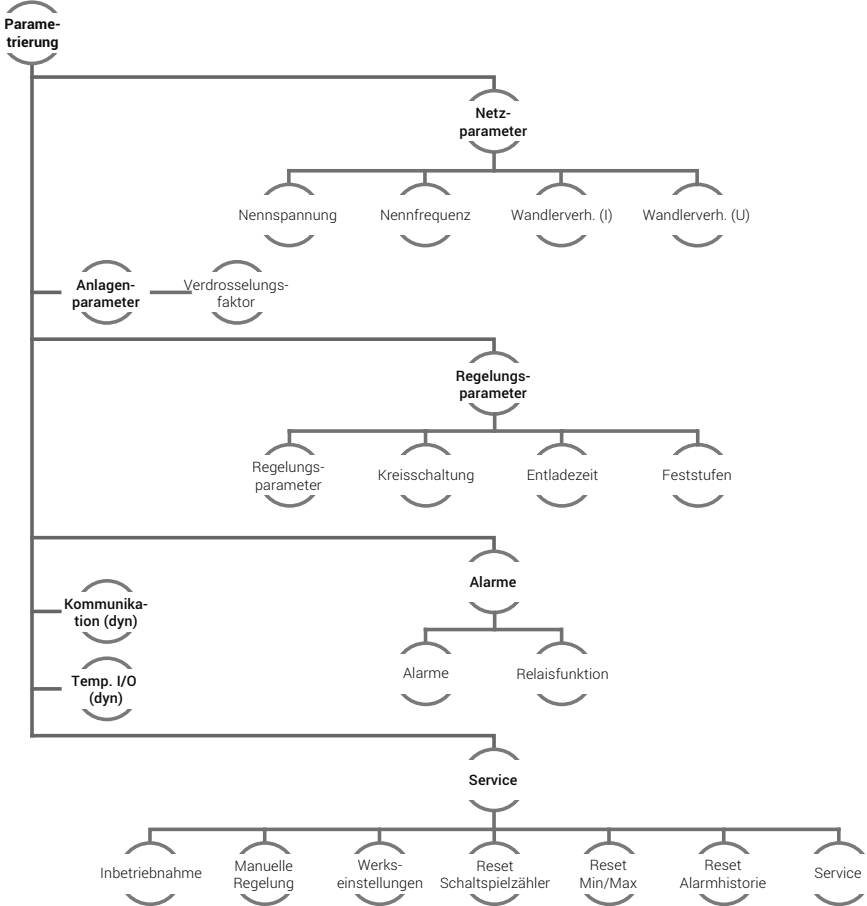 Parame-
trierung
Netz-
parameter
Nennspannung
Nennfrequenz
Wandlerverh. (I)
Wandlerverh. (U)
Anlagen-
parameter
Verdrosselungs-
faktor
Regelungs-
parameter
Regelungs-
parameter
Kreisschaltung
Entladezeit
Feststufen
Alarme
Kommunika-
tion (dyn)
Alarme
Relaisfunktion
Temp. I/O
(dyn)
Service
Inbetriebnahme
Manuelle
Regelung
Werks-
einstellungen
Reset
Schaltspielzähler
Reset
Min/Max
Reset
Alarmhistorie
Service